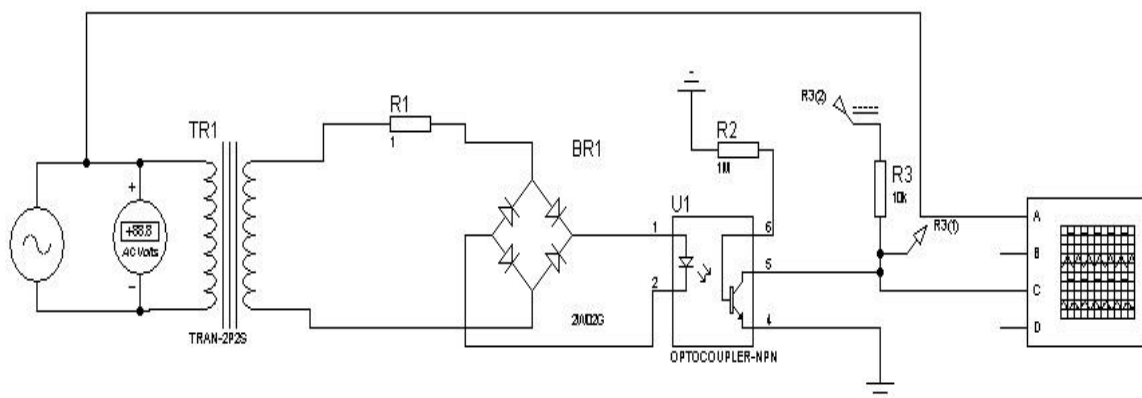 TR1
TRAN-2P2S
+88.8
AC Volts
R1
1
BR1
2W02G
R2
1M
U1
1
2
6
5
4
OPTOCOUPLER-NPN
R3(2)
R3
10k
R3(1)
A
B
C
D